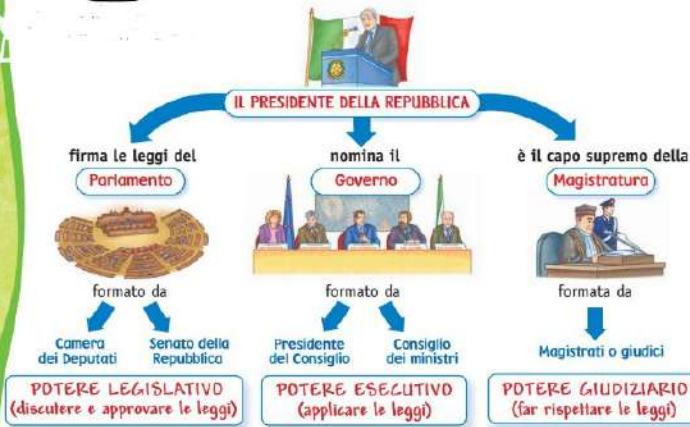 IL PRESIDENTE DELLA REPUBBLICA
firma le leggi del
Parlamento
formato da
Camera
dei Deputati
Senato della
Repubblica
POTERE LEGISLATIVO
(discutere e approvare le leggi)
nomina il
Governo
formato da
Presidente
del Consiglio
Consiglio
dei ministri
POTERE ESECUTIVO
(applicare le leggi)
è il capo supremo della
Magistratura
formata da
Magistrati o giudici
POTERE GIUDIZIARIO
(far rispettare le leggi)